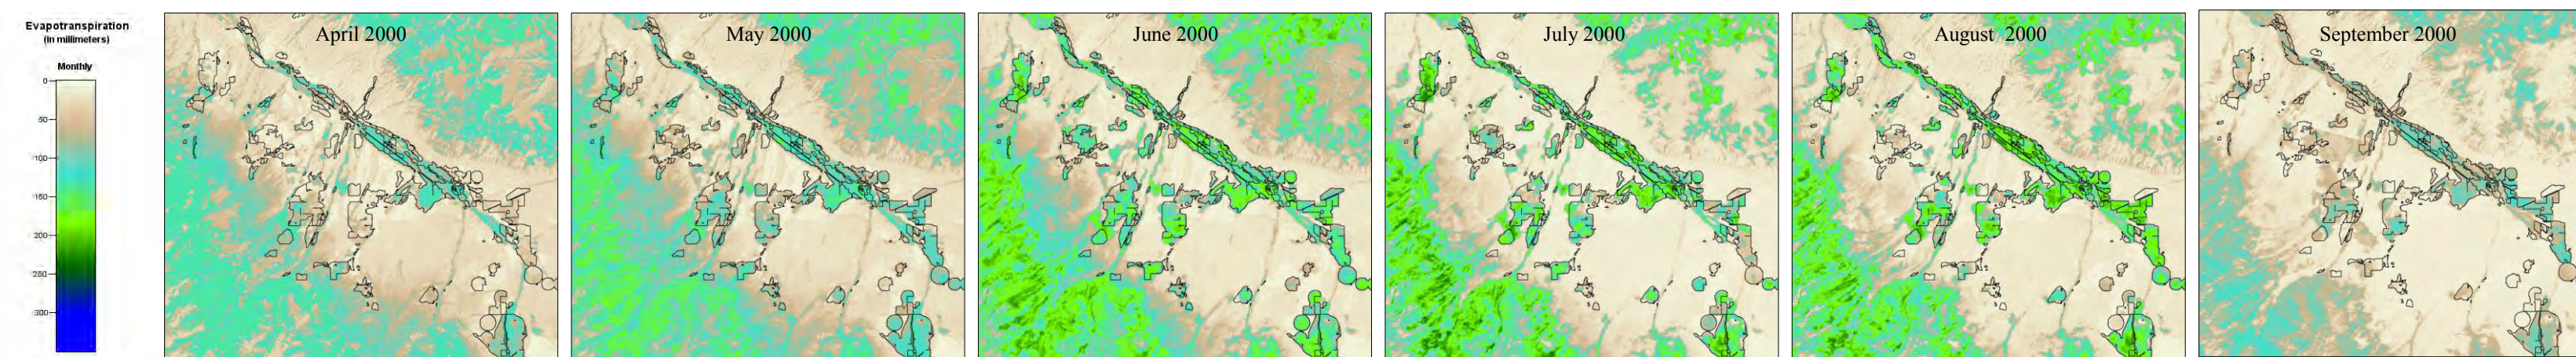 Evapotranspiration
(in millimeters)
Monthly
0
50
100
150
200
250
300
April 2000
May 2000
June 2000
July 2000
August 2000
September 2000